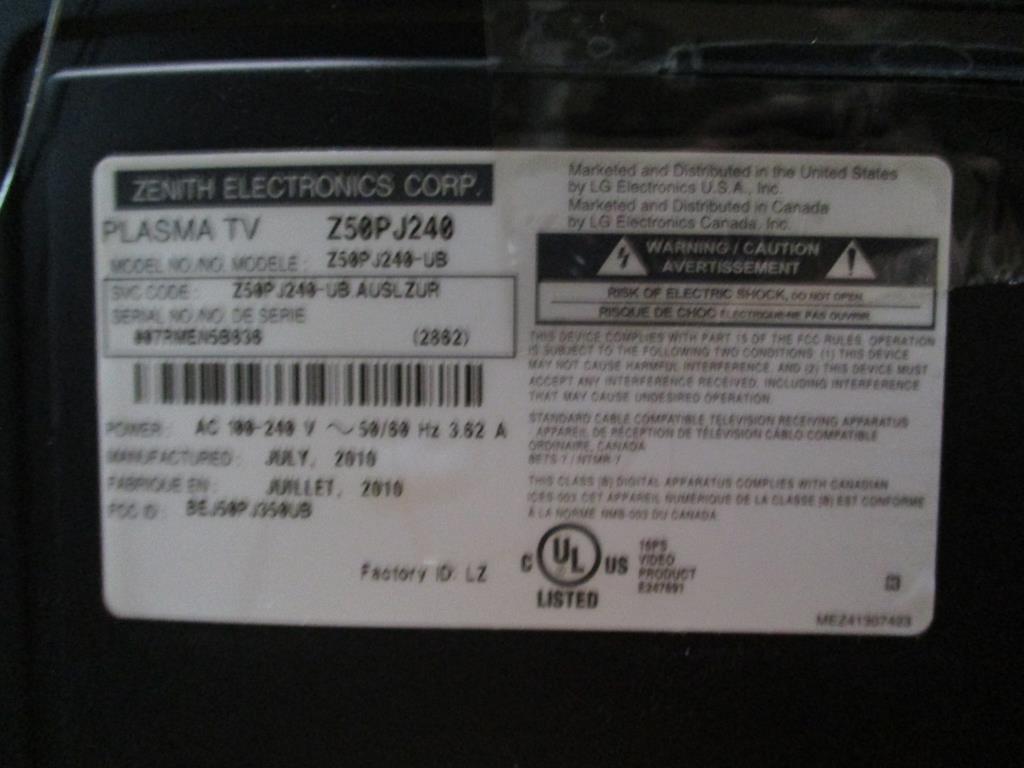 ZENITH ELECTRONICS CORP.
PLASMA TV Z50PJ240
MODEL NO./NO. MODELE : Z50PJ240-UB
SVC CODE : Z50PJ240-UB.AUSLZUR
SERIAL NO./NO. DE SERIE
007RMEN5B838 (2882)
POWER : AC 100-240 V ~ 50/60 Hz 3.62 A
MANUFACTURED : JULY, 2010
FABRIQUE EN : JUILLET, 2010
FCC ID : BEJ50PJ350UB
Factory ID: LZ
Marketed and Distributed in the United States
by LG Electronics U.S.A., Inc.
Marketed and Distributed in Canada
by LG Electronics Canada, Inc.
WARNING / CAUTION
AVERTISSEMENT
RISK OF ELECTRIC SHOCK, DO NOT OPEN.
RISQUE DE CHOC ELECTRIQUE-NE PAS OUVRIR.
THIS DEVICE COMPLIES WITH PART 15 OF THE FCC RULES. OPERATION
IS SUBJECT TO THE FOLLOWING TWO CONDITIONS: (1) THIS DEVICE
MAY NOT CAUSE HARMFUL INTERFERENCE, AND (2) THIS DEVICE MUST
ACCEPT ANY INTERFERENCE RECEIVED, INCLUDING INTERFERENCE
THAT MAY CAUSE UNDESIRED OPERATION.
STANDARD CABLE COMPATIBLE TELEVISION RECEIVING APPARATUS
- APPAREIL DE RÉCEPTION DE TÉLÉVISION CÂBLO COMPATIBLE
ORDINAIRE, CANADA
BETS-7 / NTMR-7
THIS CLASS [B] DIGITAL APPARATUS COMPLIES WITH CANADIAN
ICES-003. CET APPAREIL NUMÉRIQUE DE LA CLASSE [B] EST CONFORME
À LA NORME NMB-003 DU CANADA.
C UL US
LISTED
16PS
VIDEO
PRODUCT
E247691
MEZ41907403